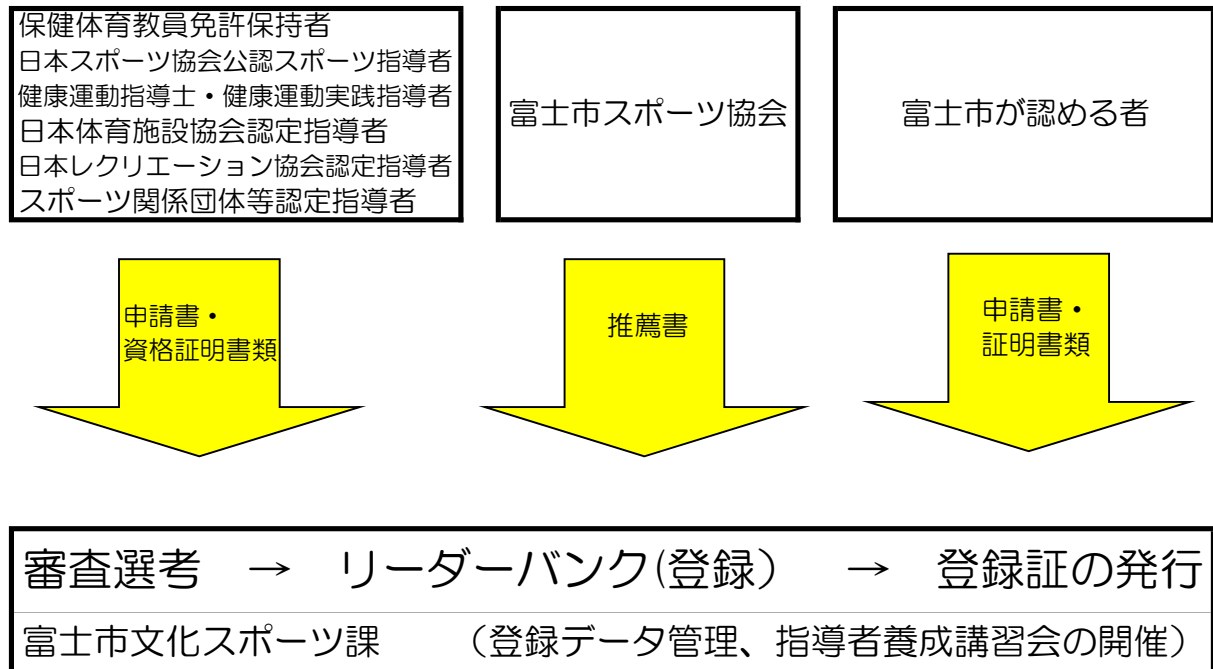 保健体育教員免許保持者
日本スポーツ協会公認スポーツ指導者
健康運動指導士・健康運動実践指導者
日本体育施設協会認定指導者
日本レクリエーション協会認定指導者
スポーツ関係団体等認定指導者
富士市スポーツ協会
富士市が認める者
申請書・
資格証明書類
推薦書
申請書・
証明書類
審査選考 → リーダーバンク(登録） → 登録証の発行
富士市文化スポーツ課 （登録データ管理、指導者養成講習会の開催）